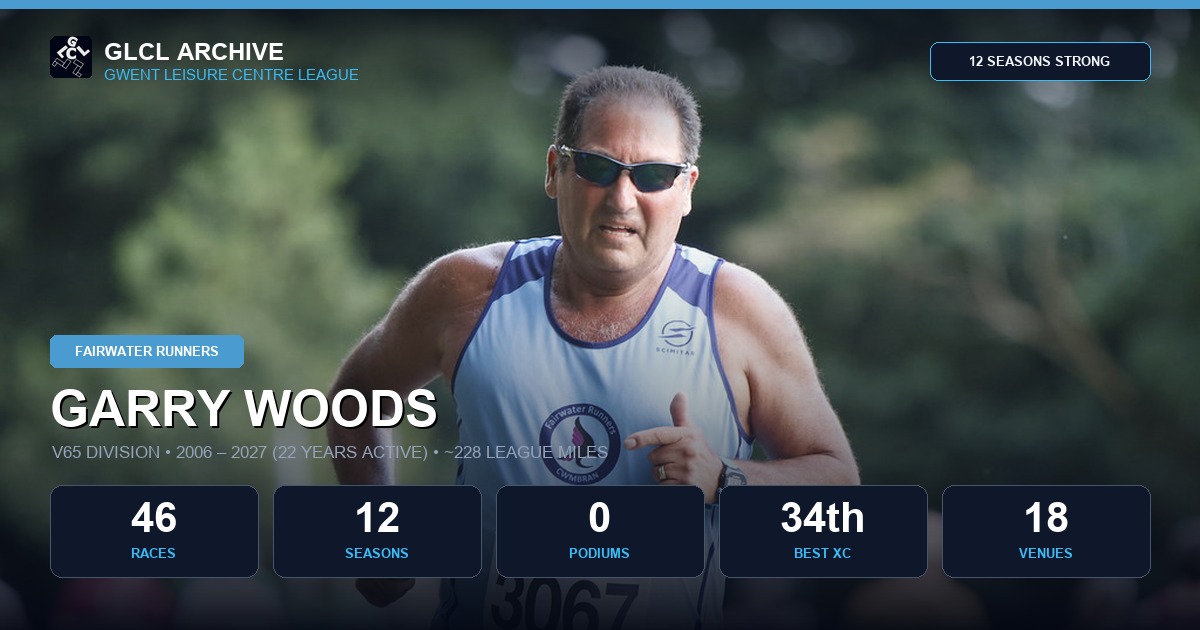 GLCL ARCHIVE
GWENT LEISURE CENTRE LEAGUE
12 SEASONS STRONG
SCIMITAR
FAIRWATER RUNNERS
GARRY WOODS
Fairwater Runners
V65 DIVISION • 2006 – 2027 (22 YEARS ACTIVE) • ~228 LEAGUE MILES
CWMBRAN
46
RACES
12
SEASONS
0
PODIUMS
34th
BEST XC
18
VENUES
3067